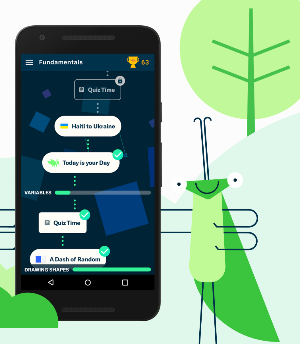 Fundamentals 63
Quiz Time
Haiti to Ukraine
Today is your Day
VARIABLES
Quiz Time
A Dash of Random
DRAWING SHAPES